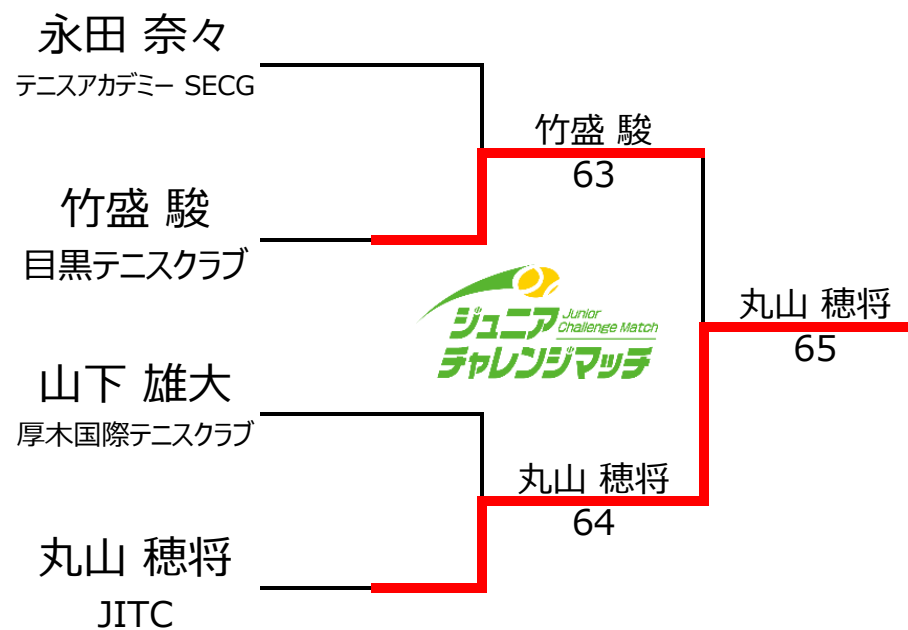 永田 奈々
テニスアカデミー SECG
竹盛 駿
63
竹盛 駿
目黒テニスクラブ
ジュニア Junior
Challenge Match
チャレンジマッチ
丸山 穂将
65
山下 雄大
厚木国際テニスクラブ
丸山 穂将
64
丸山 穂将
JITC